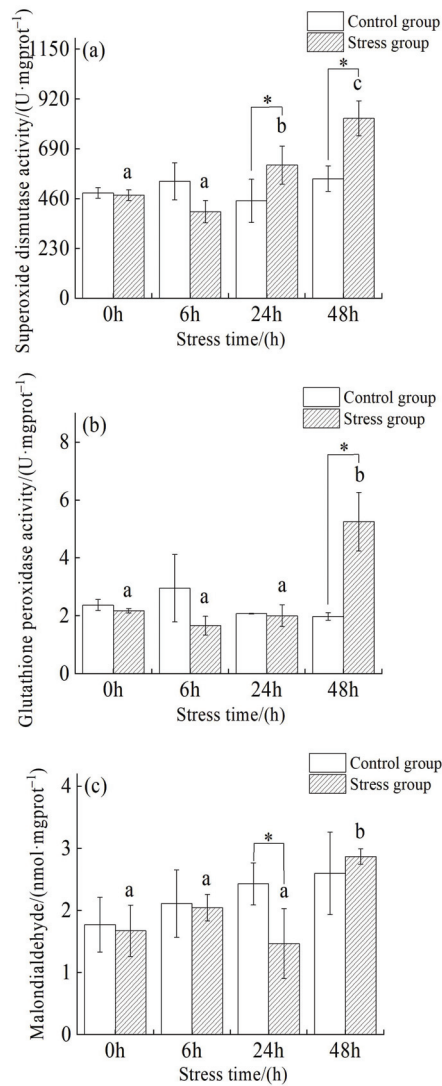 (a)
Control group
Stress group
Superoxide dismutase activity/(U·mgprot⁻¹)
1150
920
690
460
230
0
a
a
*
b
*
c
0h 6h 24h 48h
Stress time/(h)
(b)
Control group
Stress group
Glutathione peroxidase activity/(U·mgprot⁻¹)
8
6
4
2
0
a
a
a
*
b
0h 6h 24h 48h
Stress time/(h)
(c)
Control group
Stress group
Malondialdehyde/(nmol·mgprot⁻¹)
4
3
2
1
0
a
a
*
a
b
0h 6h 24h 48h
Stress time/(h)